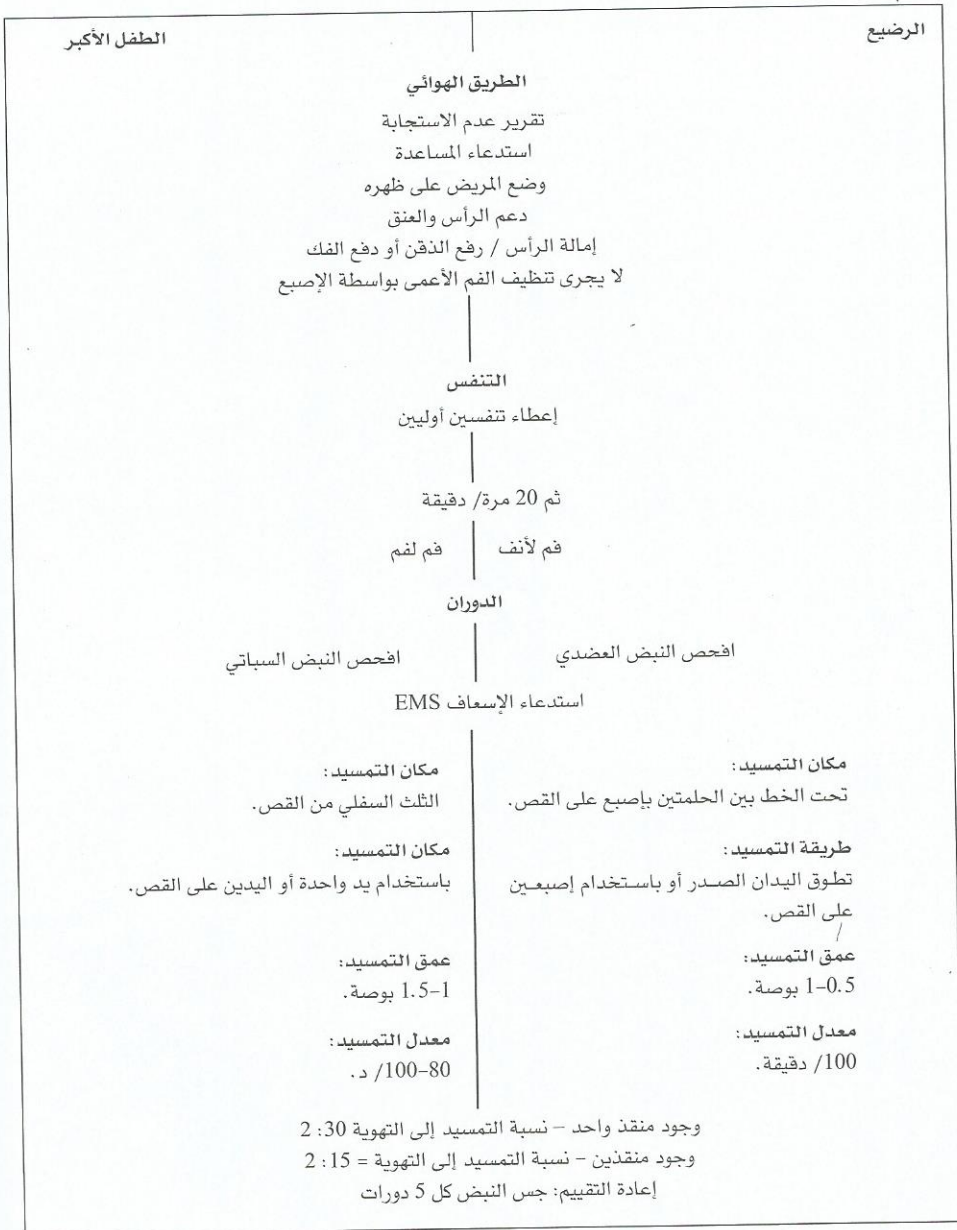 الرضيع
الطفل الأكبر
الطريق الهوائي
تقرير عدم الاستجابة
استدعاء المساعدة
وضع المريض على ظهره
دعم الرأس والعنق
إمالة الرأس / رفع الذقن أو دفع الفك
لا يجرى تنظيف الفم الأعمى بواسطة الإصبع
التنفس
إعطاء تنفسين أوليين
ثم 20 مرة/ دقيقة
فم لأنف
فم لفم
الدوران
افحص النبض العضدي
افحص النبض السباتي
استدعاء الإسعاف EMS
مكان التمسيد:
تحت الخط بين الحلمتين بإصبع على القص.
طريقة التمسيد:
تطوق اليدان الصدر أو باستخدام إصبعين
على القص.
عمق التمسيد:
0.5–1 بوصة.
معدل التمسيد:
100/ دقيقة.
مكان التمسيد:
الثلث السفلي من القص.
مكان التمسيد:
باستخدام يد واحدة أو اليدين على القص.
عمق التمسيد:
1–1.5 بوصة.
معدل التمسيد:
80–100/ د.
وجود منقذ واحد – نسبة التمسيد إلى التهوية 30 : 2
وجود منقذين – نسبة التمسيد إلى التهوية = 15 : 2
إعادة التقييم: جس النبض كل 5 دورات